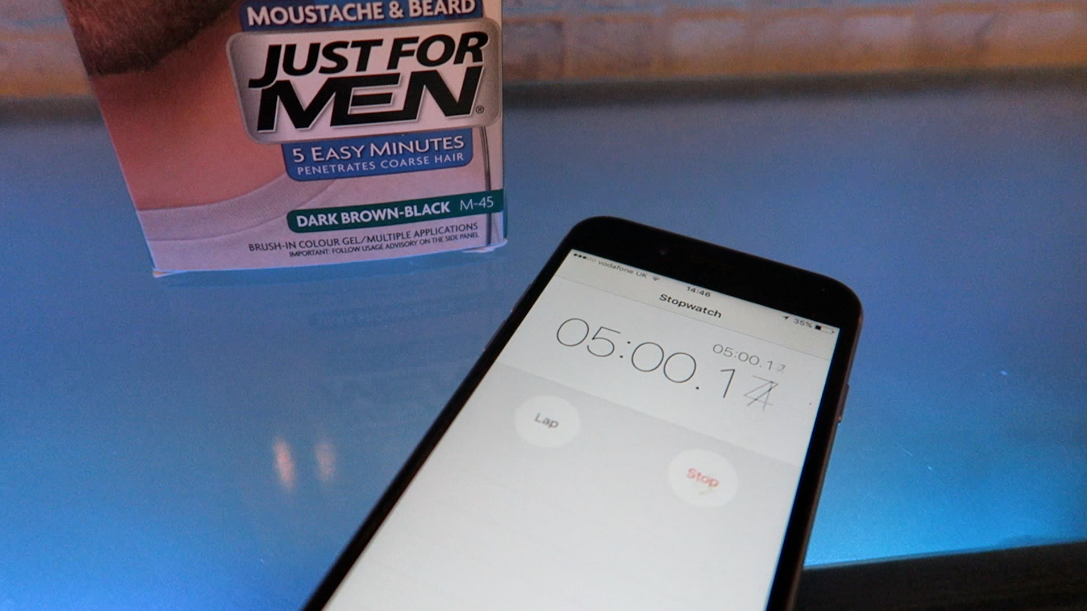 MOUSTACHE & BEARD
JUST FOR
MEN®
5 EASY MINUTES
PENETRATES COARSE HAIR
DARK BROWN-BLACK M-45
BRUSH-IN COLOUR GEL/MULTIPLE APPLICATIONS
IMPORTANT: FOLLOW USAGE ADVISORY ON THE SIDE PANEL
vodafone UK 14:46 35%
Stopwatch
05:00.1
05:00.1
Lap
Stop